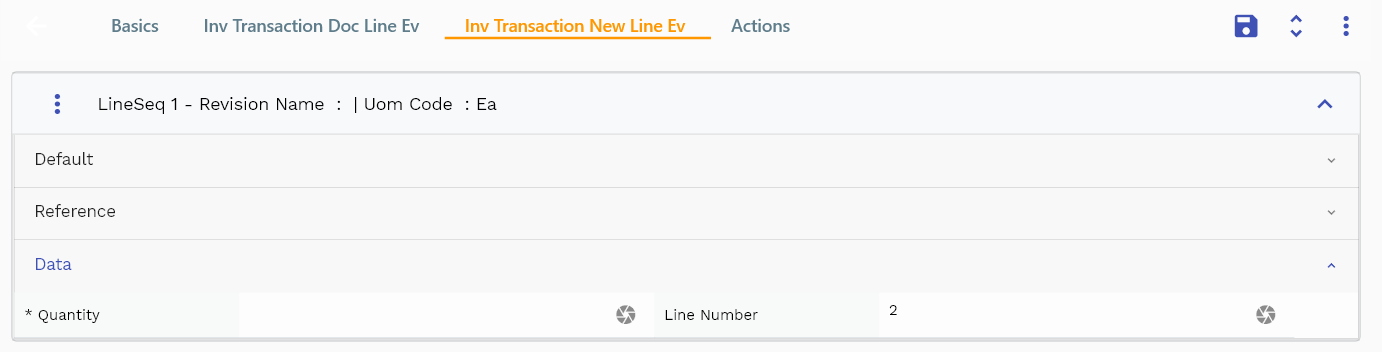 Basics Inv Transaction Doc Line Ev Inv Transaction New Line Ev Actions
LineSeq 1 - Revision Name : | Uom Code : Ea
Default
Reference
Data
* Quantity Line Number 2